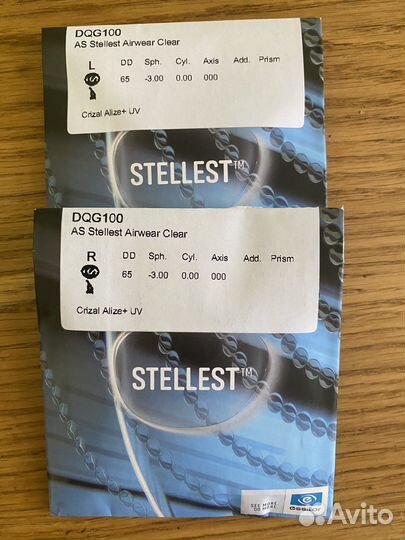 DQG100
AS Stellest Airwear Clear
L
DD Sph. Cyl. Axis Add. Prism
65 -3.00 0.00 000
Crizal Alize+ UV
STELLEST™
DQG100
AS Stellest Airwear Clear
R
DD Sph. Cyl. Axis Add. Prism
65 -3.00 0.00 000
Crizal Alize+ UV
STELLEST™
SEE MORE
DO MORE
essilor
Avito